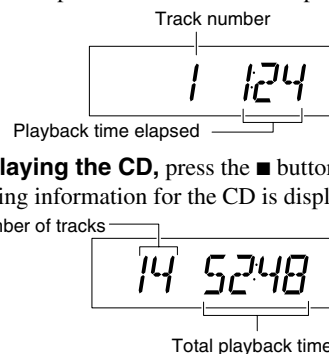 Track number
1 1:24
Playback time elapsed
laying the CD, press the ■ button
ing information for the CD is displ
ber of tracks
14 52:48
Total playback time